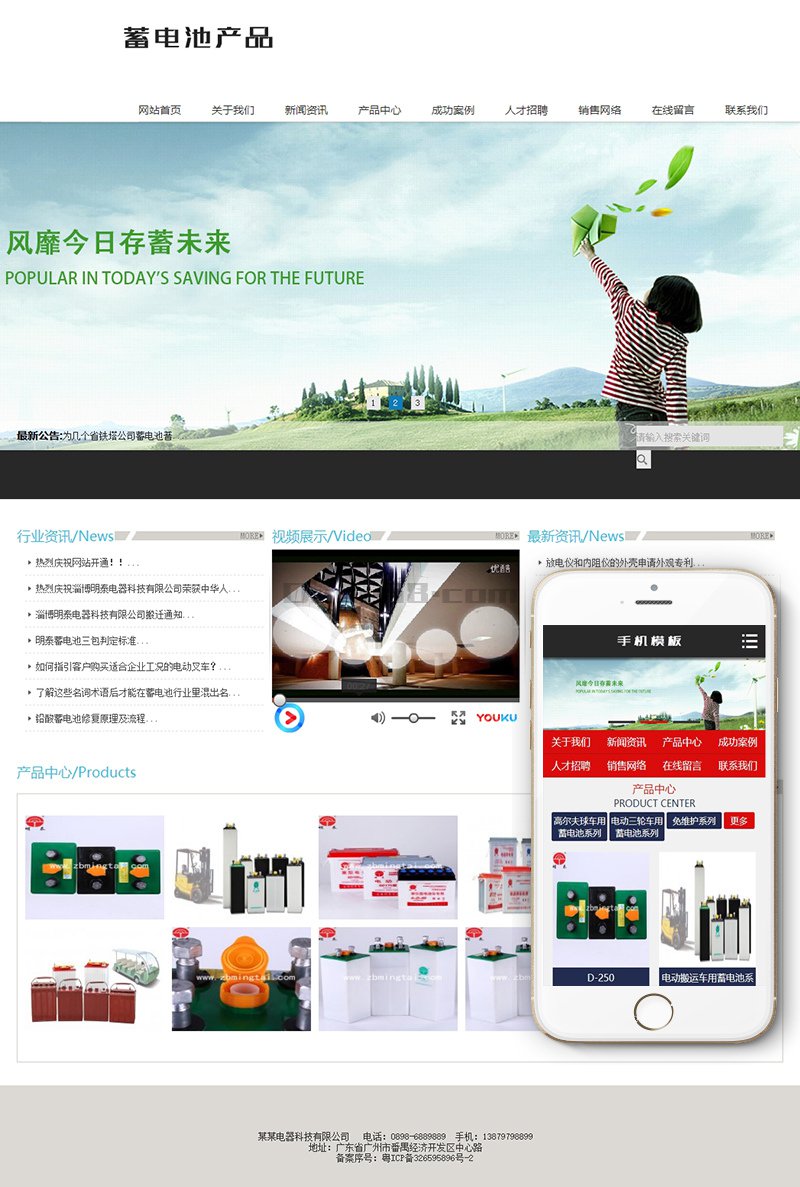 蓄电池产品
网站首页 关于我们 新闻资讯 产品中心 成功案例 人才招聘 销售网络 在线留言 联系我们
风靡今日存蓄未来
POPULAR IN TODAY'S SAVING FOR THE FUTURE
1 2 3
最新公告:为几个省铁塔公司蓄电池普
请输入搜索关键词
行业资讯/News MORE
热烈庆祝网站开通！！...
热烈庆祝淄博明泰电器科技有限公司荣获中华人...
淄博明泰电器科技有限公司搬迁通知...
明泰蓄电池三包判定标准...
如何指引客户购买适合企业工况的电动叉车？...
了解这些名词术语后才能在蓄电池行业里混出名...
铅酸蓄电池修复原理及流程...
视频展示/Video MORE
优酷
YOUKU
最新资讯/News MORE
放电仪和内阻仪的外壳申请外观专利...
产品中心/Products
www.zbmingtai.com
www.zbmingtai.com
www.zbmingtai.com
www.zbmingtai.com
手机模板
风靡今日存蓄未来
POPULAR IN TODAY'S SAVING FOR THE FUTURE
关于我们 新闻资讯 产品中心 成功案例
人才招聘 销售网络 在线留言 联系我们
产品中心
PRODUCT CENTER
高尔夫球车用蓄电池系列
电动三轮车用蓄电池系列
免维护系列
更多
D-250
电动搬运车用蓄电池系
某某电器科技有限公司 电话：0898-6889889 手机：13879798899
地址：广东省广州市番禺经济开发区中心路
备案序号：粤ICP备326595896号-2